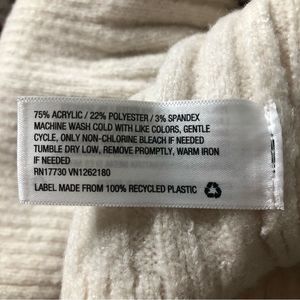 75% ACRYLIC / 22% POLYESTER / 3% SPANDEX
MACHINE WASH COLD WITH LIKE COLORS, GENTLE
CYCLE, ONLY NON-CHLORINE BLEACH IF NEEDED
TUMBLE DRY LOW, REMOVE PROMPTLY, WARM IRON
IF NEEDED
RN17730 VN1262180
LABEL MADE FROM 100% RECYCLED PLASTIC